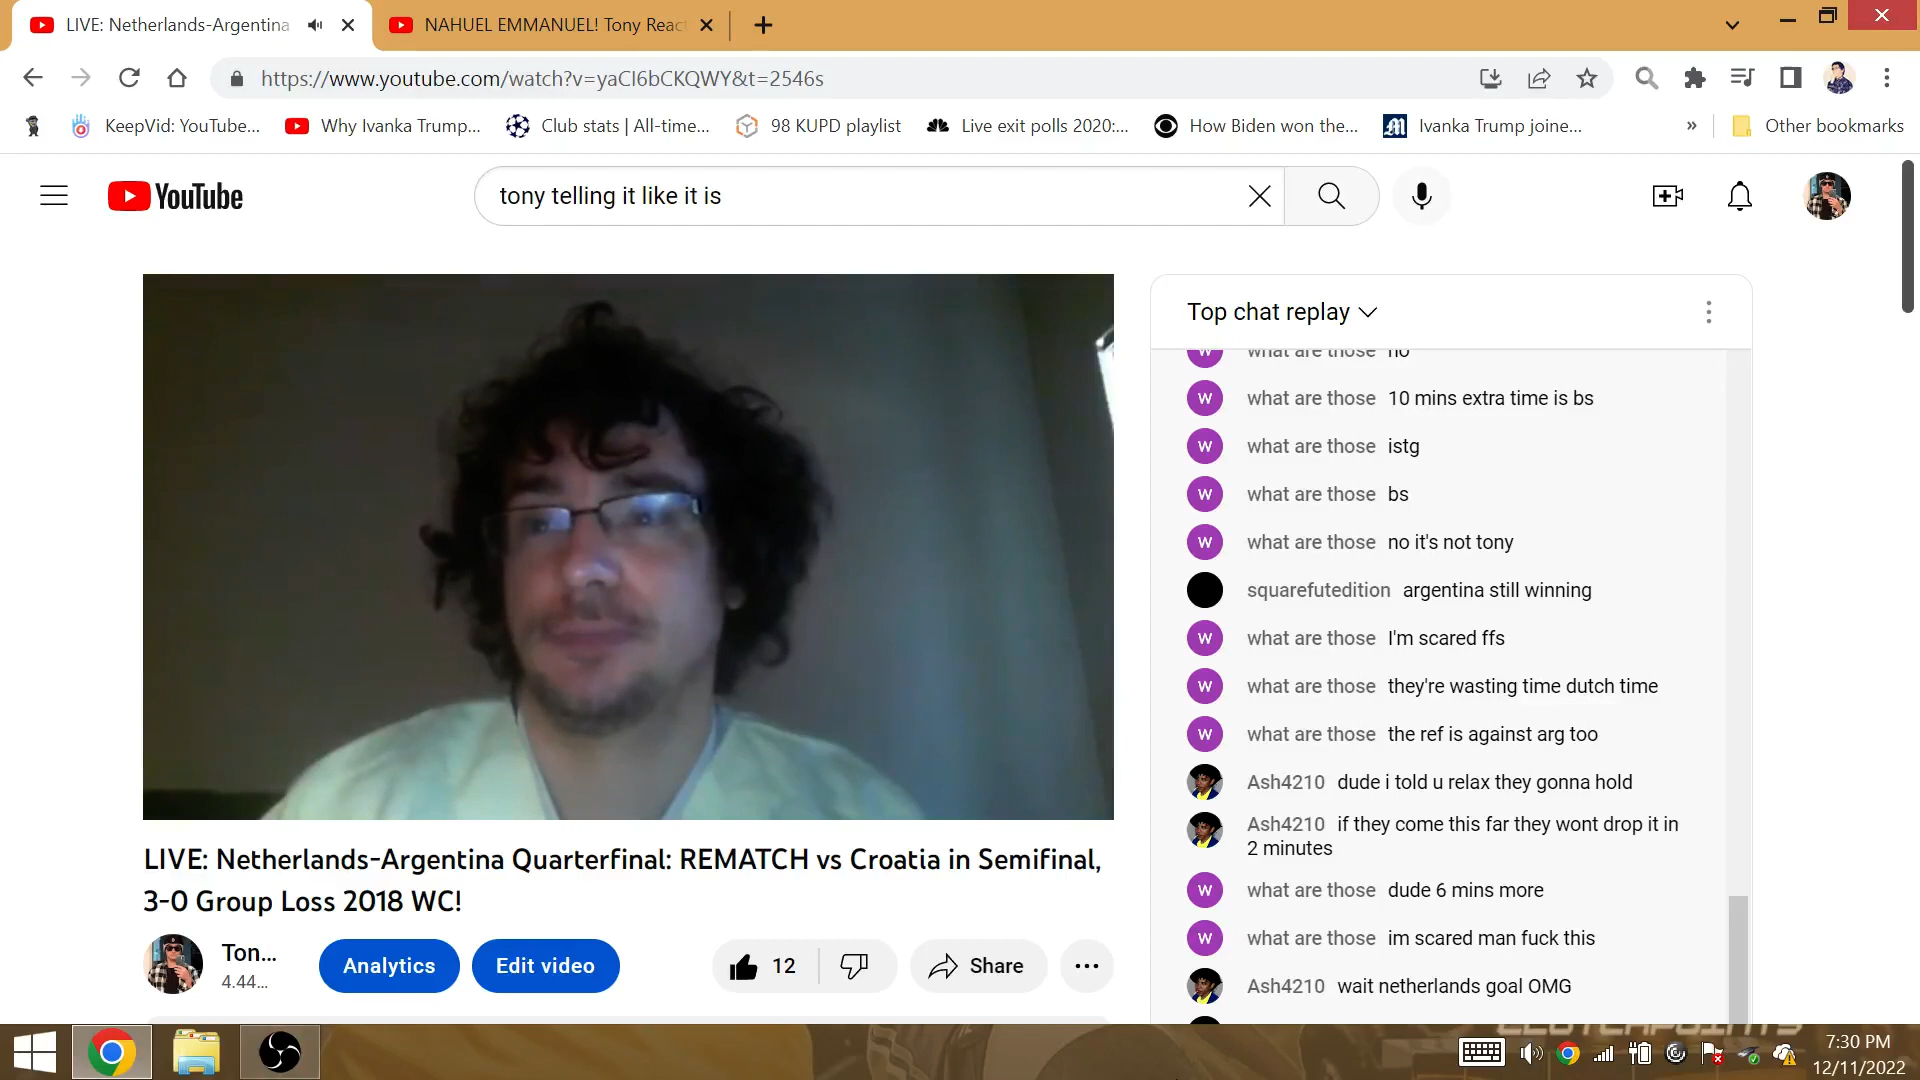 LIVE: Netherlands-Argentina
NAHUEL EMMANUEL! Tony React
https://www.youtube.com/watch?v=yaCI6bCKQWY&t=2546s
KeepVid: YouTube...
Why Ivanka Trump...
Club stats | All-time...
98 KUPD playlist
Live exit polls 2020:...
How Biden won the...
Ivanka Trump joine...
»
Other bookmarks
YouTube
tony telling it like it is
Top chat replay
what are those no
what are those 10 mins extra time is bs
what are those istg
what are those bs
what are those no it's not tony
squarefutedition argentina still winning
what are those I'm scared ffs
what are those they're wasting time dutch time
what are those the ref is against arg too
Ash4210 dude i told u relax they gonna hold
Ash4210 if they come this far they wont drop it in
2 minutes
what are those dude 6 mins more
what are those im scared man fuck this
Ash4210 wait netherlands goal OMG
LIVE: Netherlands-Argentina Quarterfinal: REMATCH vs Croatia in Semifinal,
3-0 Group Loss 2018 WC!
Ton...
4.44...
Analytics
Edit video
12
Share
CLUTCHPOINTS
7:30 PM
12/11/2022